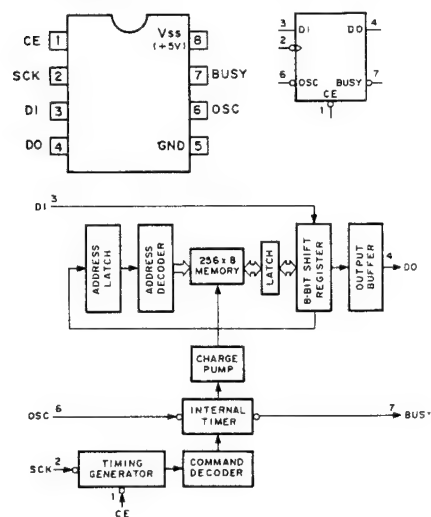 CE 1 Vss 8
(+5V)
SCK 2 7 BUSY
DI 3 6 OSC
DO 4 GND 5
3 DI DO 4
2
6 OSC BUSY 7
CE
1
DI 3
ADDRESS LATCH
ADDRESS DECODER
256 x 8 MEMORY
LATCH
8-BIT SHIFT REGISTER
OUTPUT BUFFER
4 DO
CHARGE PUMP
OSC 6
INTERNAL TIMER
7 BUSY
SCK 2
TIMING GENERATOR
COMMAND DECODER
1
CE